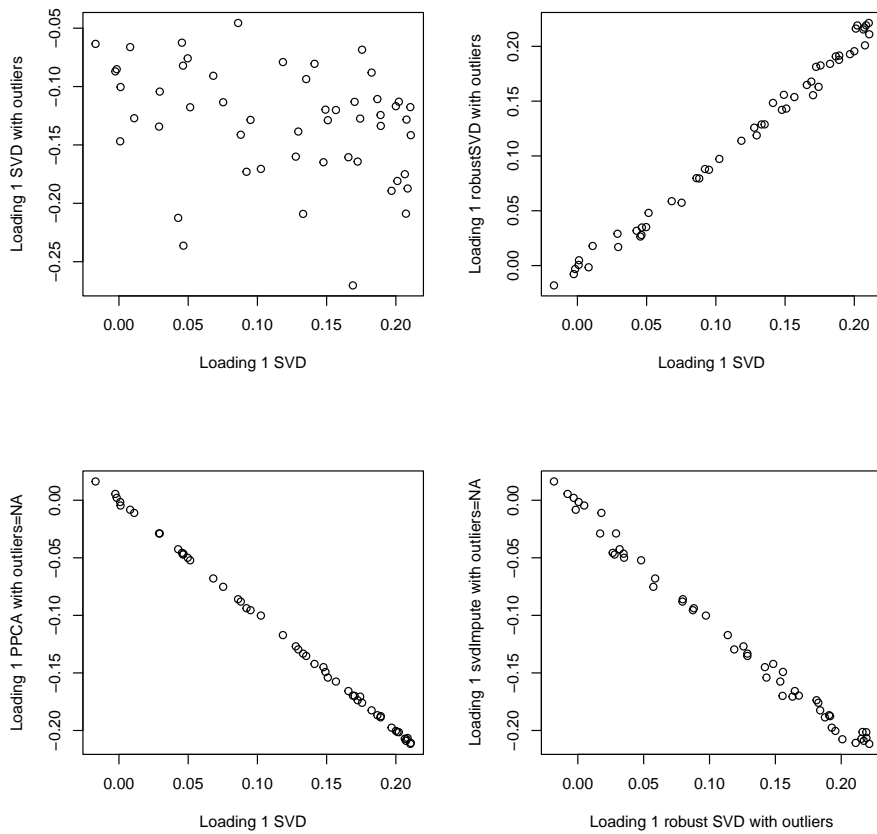 Loading 1 SVD with outliers
−0.05
−0.10
−0.15
−0.20
−0.25
0.00 0.05 0.10 0.15 0.20
Loading 1 SVD
Loading 1 robustSVD with outliers
0.20
0.15
0.10
0.05
0.00
0.00 0.05 0.10 0.15 0.20
Loading 1 SVD
Loading 1 PPCA with outliers=NA
0.00
−0.05
−0.10
−0.15
−0.20
0.00 0.05 0.10 0.15 0.20
Loading 1 SVD
Loading 1 svdImpute with outliers=NA
0.00
−0.05
−0.10
−0.15
−0.20
0.00 0.05 0.10 0.15 0.20
Loading 1 robust SVD with outliers